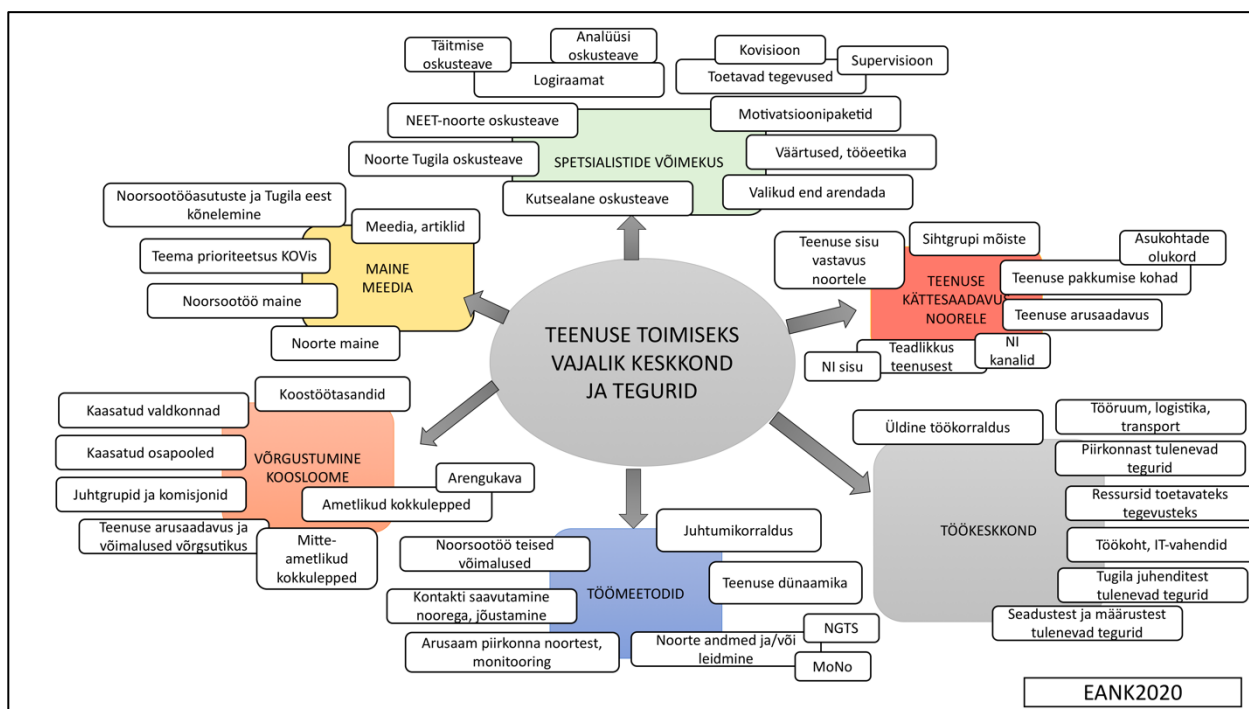 Täitmise
oskusteave
Analüüsi
oskusteave
Logiraamat
Kovisioon
Supervisioon
Toetavad tegevused
NEET-noorte oskusteave
Motivatsioonipaketid
Noorte Tugila oskusteave
SPETSIALISTIDE VÕIMEKUS
Väärtused, tööeetika
Kutsealane oskusteave
Valikud end arendada
Noorsootööasutuste ja Tugila eest
kõnelemine
Meedia, artiklid
Teema prioriteetsus KOVis
MAINE
MEEDIA
Noorsootöö maine
Noorte maine
Teenuse sisu
vastavus
noortele
Sihtgrupi mõiste
Asukohtade
olukord
Teenuse pakkumise kohad
TEENUSE
KÄTTESAADAVUS
NOORELE
Teenuse arusaadavus
NI sisu
Teadlikkus
teenusest
NI
kanalid
TEENUSE TOIMISEKS
VAJALIK KESKKOND
JA TEGURID
Koostöötasandid
Kaasatud valdkonnad
Kaasatud osapooled
VÕRGUSTUMINE
KOOSLOOME
Juhtgrupid ja komisjonid
Arengukava
Ametlikud kokkulepped
Teenuse arusaadavus ja
võimalused võrgsutikus
Mitte-
ametlikud
kokkulepped
Juhtumikorraldus
Noorsootöö teised
võimalused
TÖÖMEETODID
Teenuse dünaamika
Kontakti saavutamine
noorega, jõustamine
Arusaam piirkonna noortest,
monitooring
Noorte andmed ja/või
leidmine
NGTS
MoNo
Üldine töökorraldus
Tööruum, logistika,
transport
Piirkonnast tulenevad
tegurid
Ressursid toetavateks
tegevusteks
TÖÖKESKKOND
Töökoht, IT-vahendid
Tugila juhenditest
tulenevad tegurid
Seadustest ja määrustest
tulenevad tegurid
EANK2020